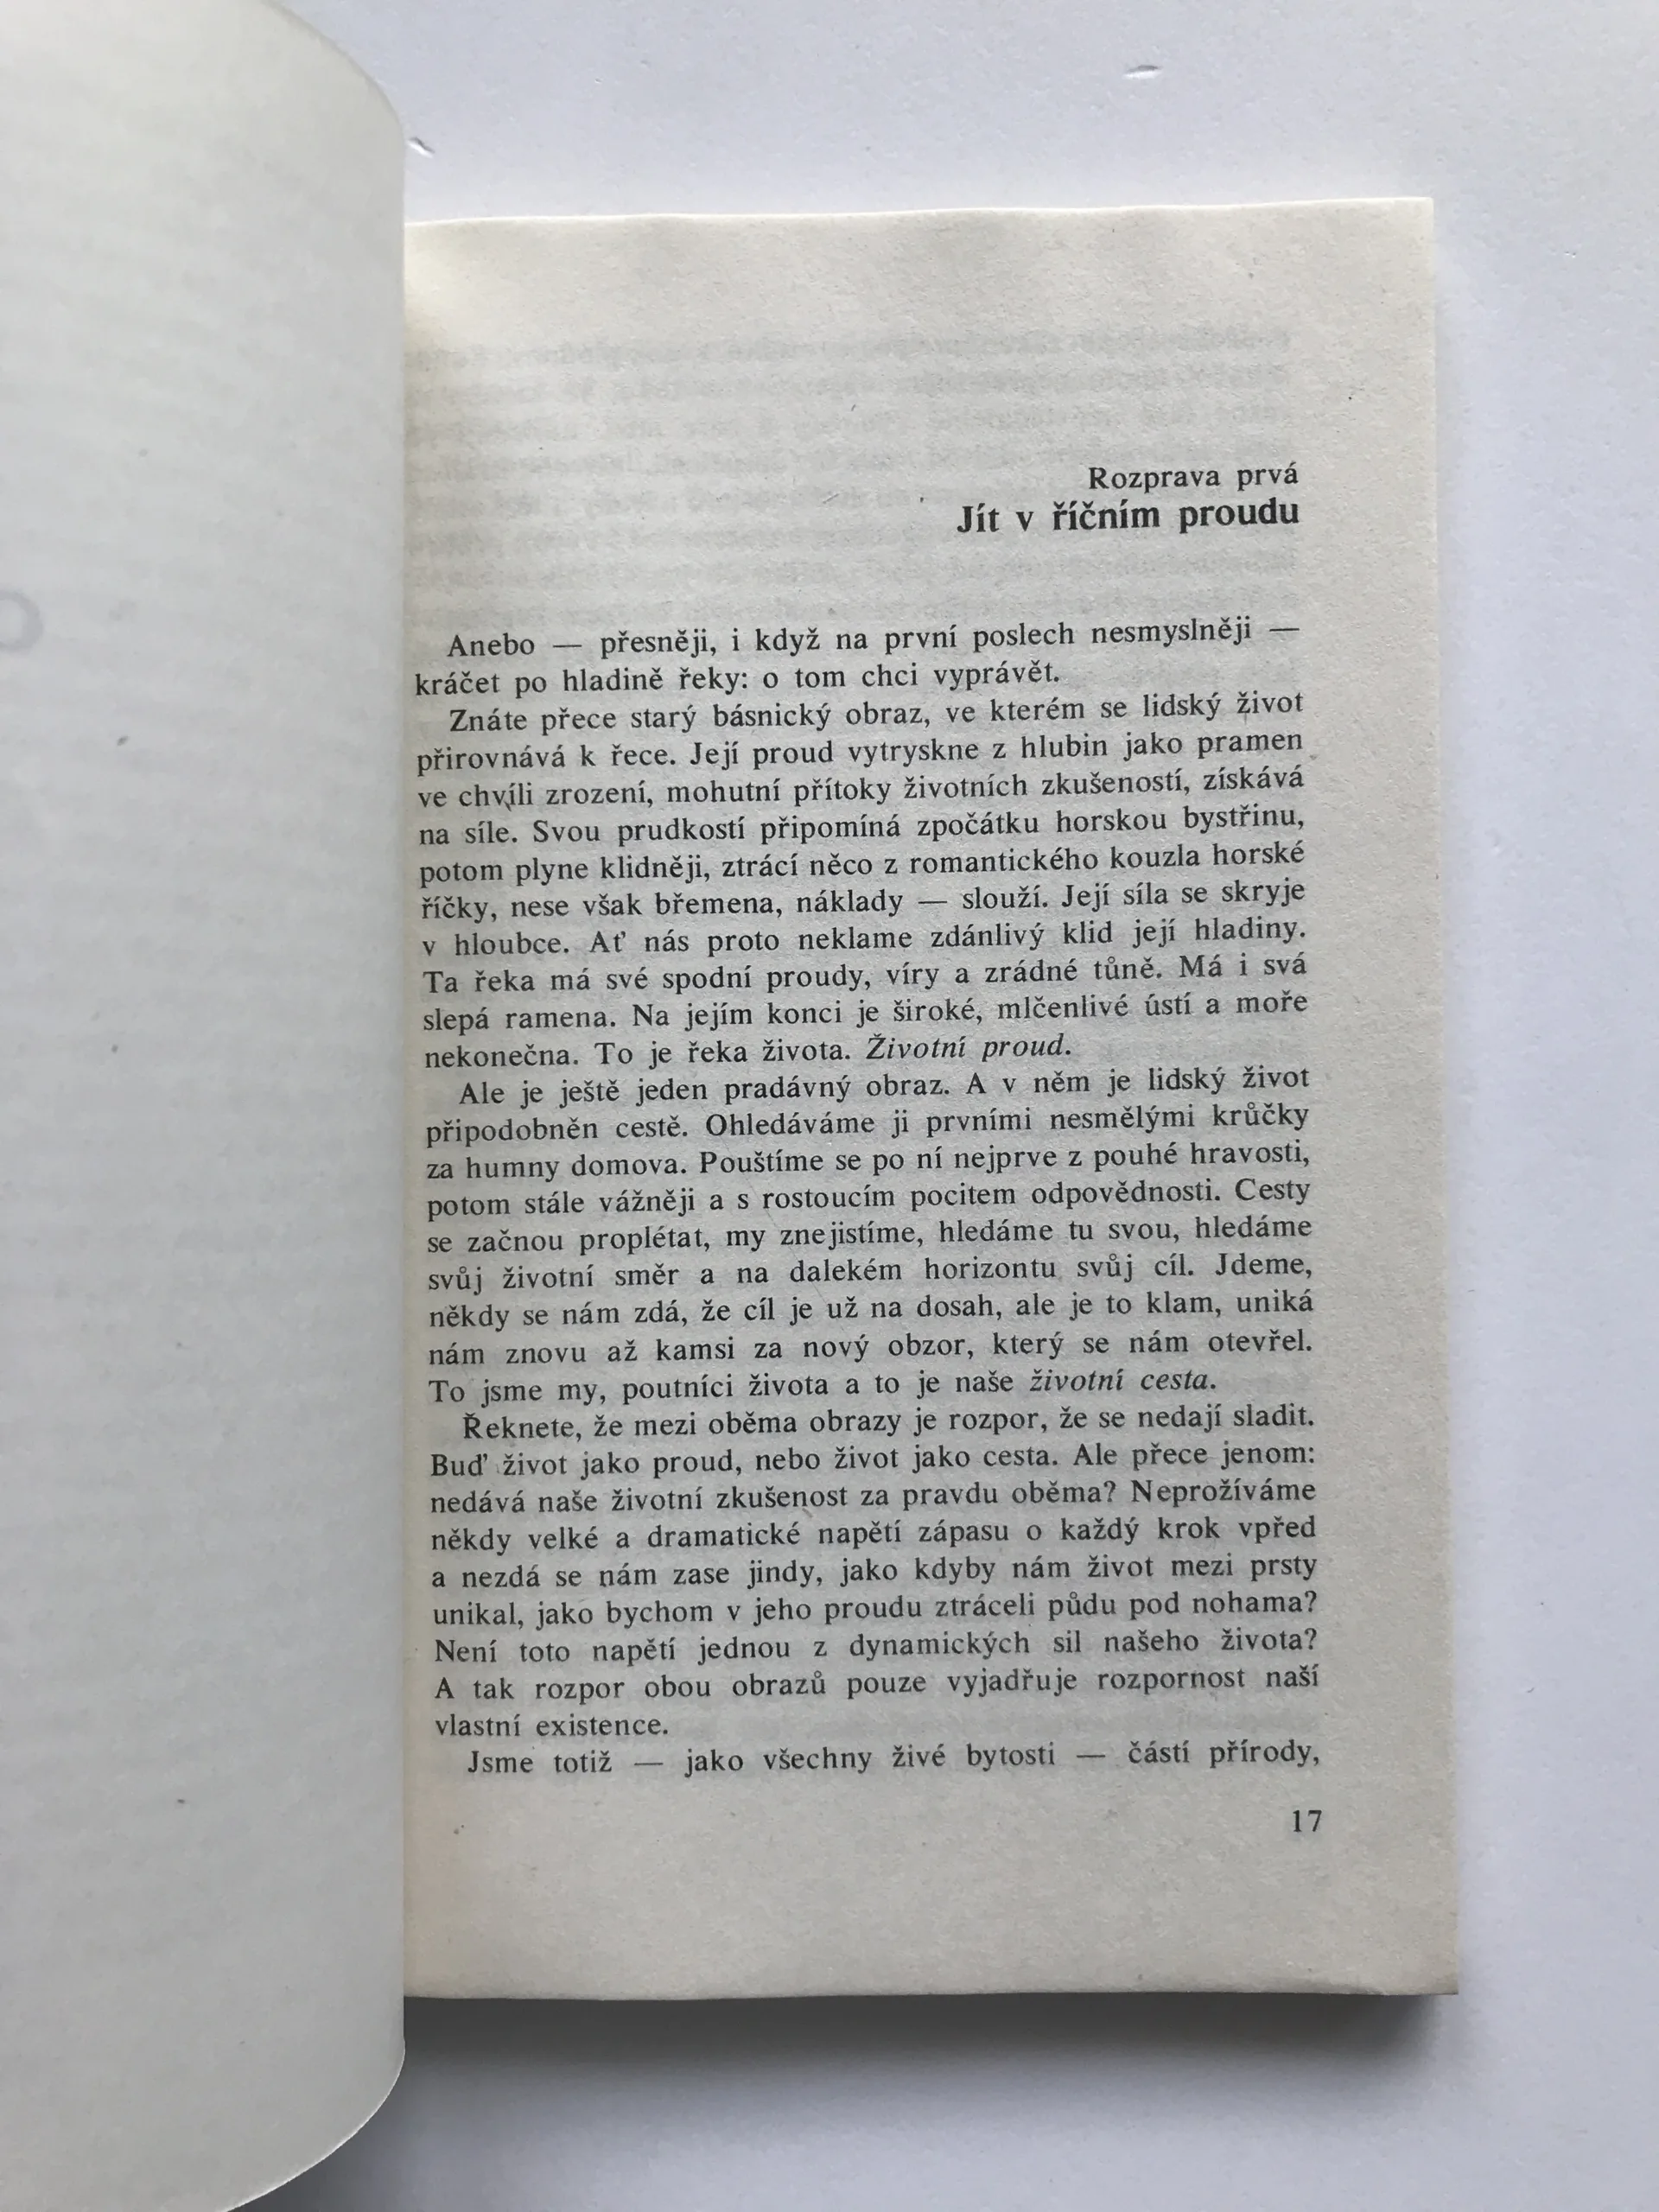 Rozprava prvá
Jít v říčním proudu
Anebo — přesněji, i když na první poslech nesmyslněji —
kráčet po hladině řeky: o tom chci vyprávět.
Znáte přece starý básnický obraz, ve kterém se lidský život
přirovnává k řece. Její proud vytryskne z hlubin jako pramen
ve chvíli zrození, mohutní přítoky životních zkušeností, získává
na síle. Svou prudkostí připomíná zpočátku horskou bystřinu,
potom plyne klidněji, ztrácí něco z romantického kouzla horské
říčky, nese však břemena, náklady — slouží. Její síla se skryje
v hloubce. Ať nás proto neklame zdánlivý klid její hladiny.
Ta řeka má své spodní proudy, víry a zrádné tůně. Má i svá
slepá ramena. Na jejím konci je široké, mlčenlivé ústí a moře
nekonečna. To je řeka života. Životní proud.
Ale je ještě jeden pradávný obraz. A v něm je lidský život
připodobněn cestě. Ohledáváme ji prvními nesmělými krůčky
za humny domova. Pouštíme se po ní nejprve z pouhé hravosti,
potom stále vážněji a s rostoucím pocitem odpovědnosti. Cesty
se začnou proplétat, my znejistíme, hledáme tu svou, hledáme
svůj životní směr a na dalekém horizontu svůj cíl. Jdeme,
někdy se nám zdá, že cíl je už na dosah, ale je to klam, uniká
nám znovu až kamsi za nový obzor, který se nám otevřel.
To jsme my, poutníci života a to je naše životní cesta.
Řeknete, že mezi oběma obrazy je rozpor, že se nedají sladit.
Buď život jako proud, nebo život jako cesta. Ale přece jenom:
nedává naše životní zkušenost za pravdu oběma? Neprožíváme
někdy velké a dramatické napětí zápasu o každý krok vpřed
a nezdá se nám zase jindy, jako kdyby nám život mezi prsty
unikal, jako bychom v jeho proudu ztráceli půdu pod nohama?
Není toto napětí jednou z dynamických sil našeho života?
A tak rozpor obou obrazů pouze vyjadřuje rozpornost naší
vlastní existence.
Jsme totiž — jako všechny živé bytosti — částí přírody,
17